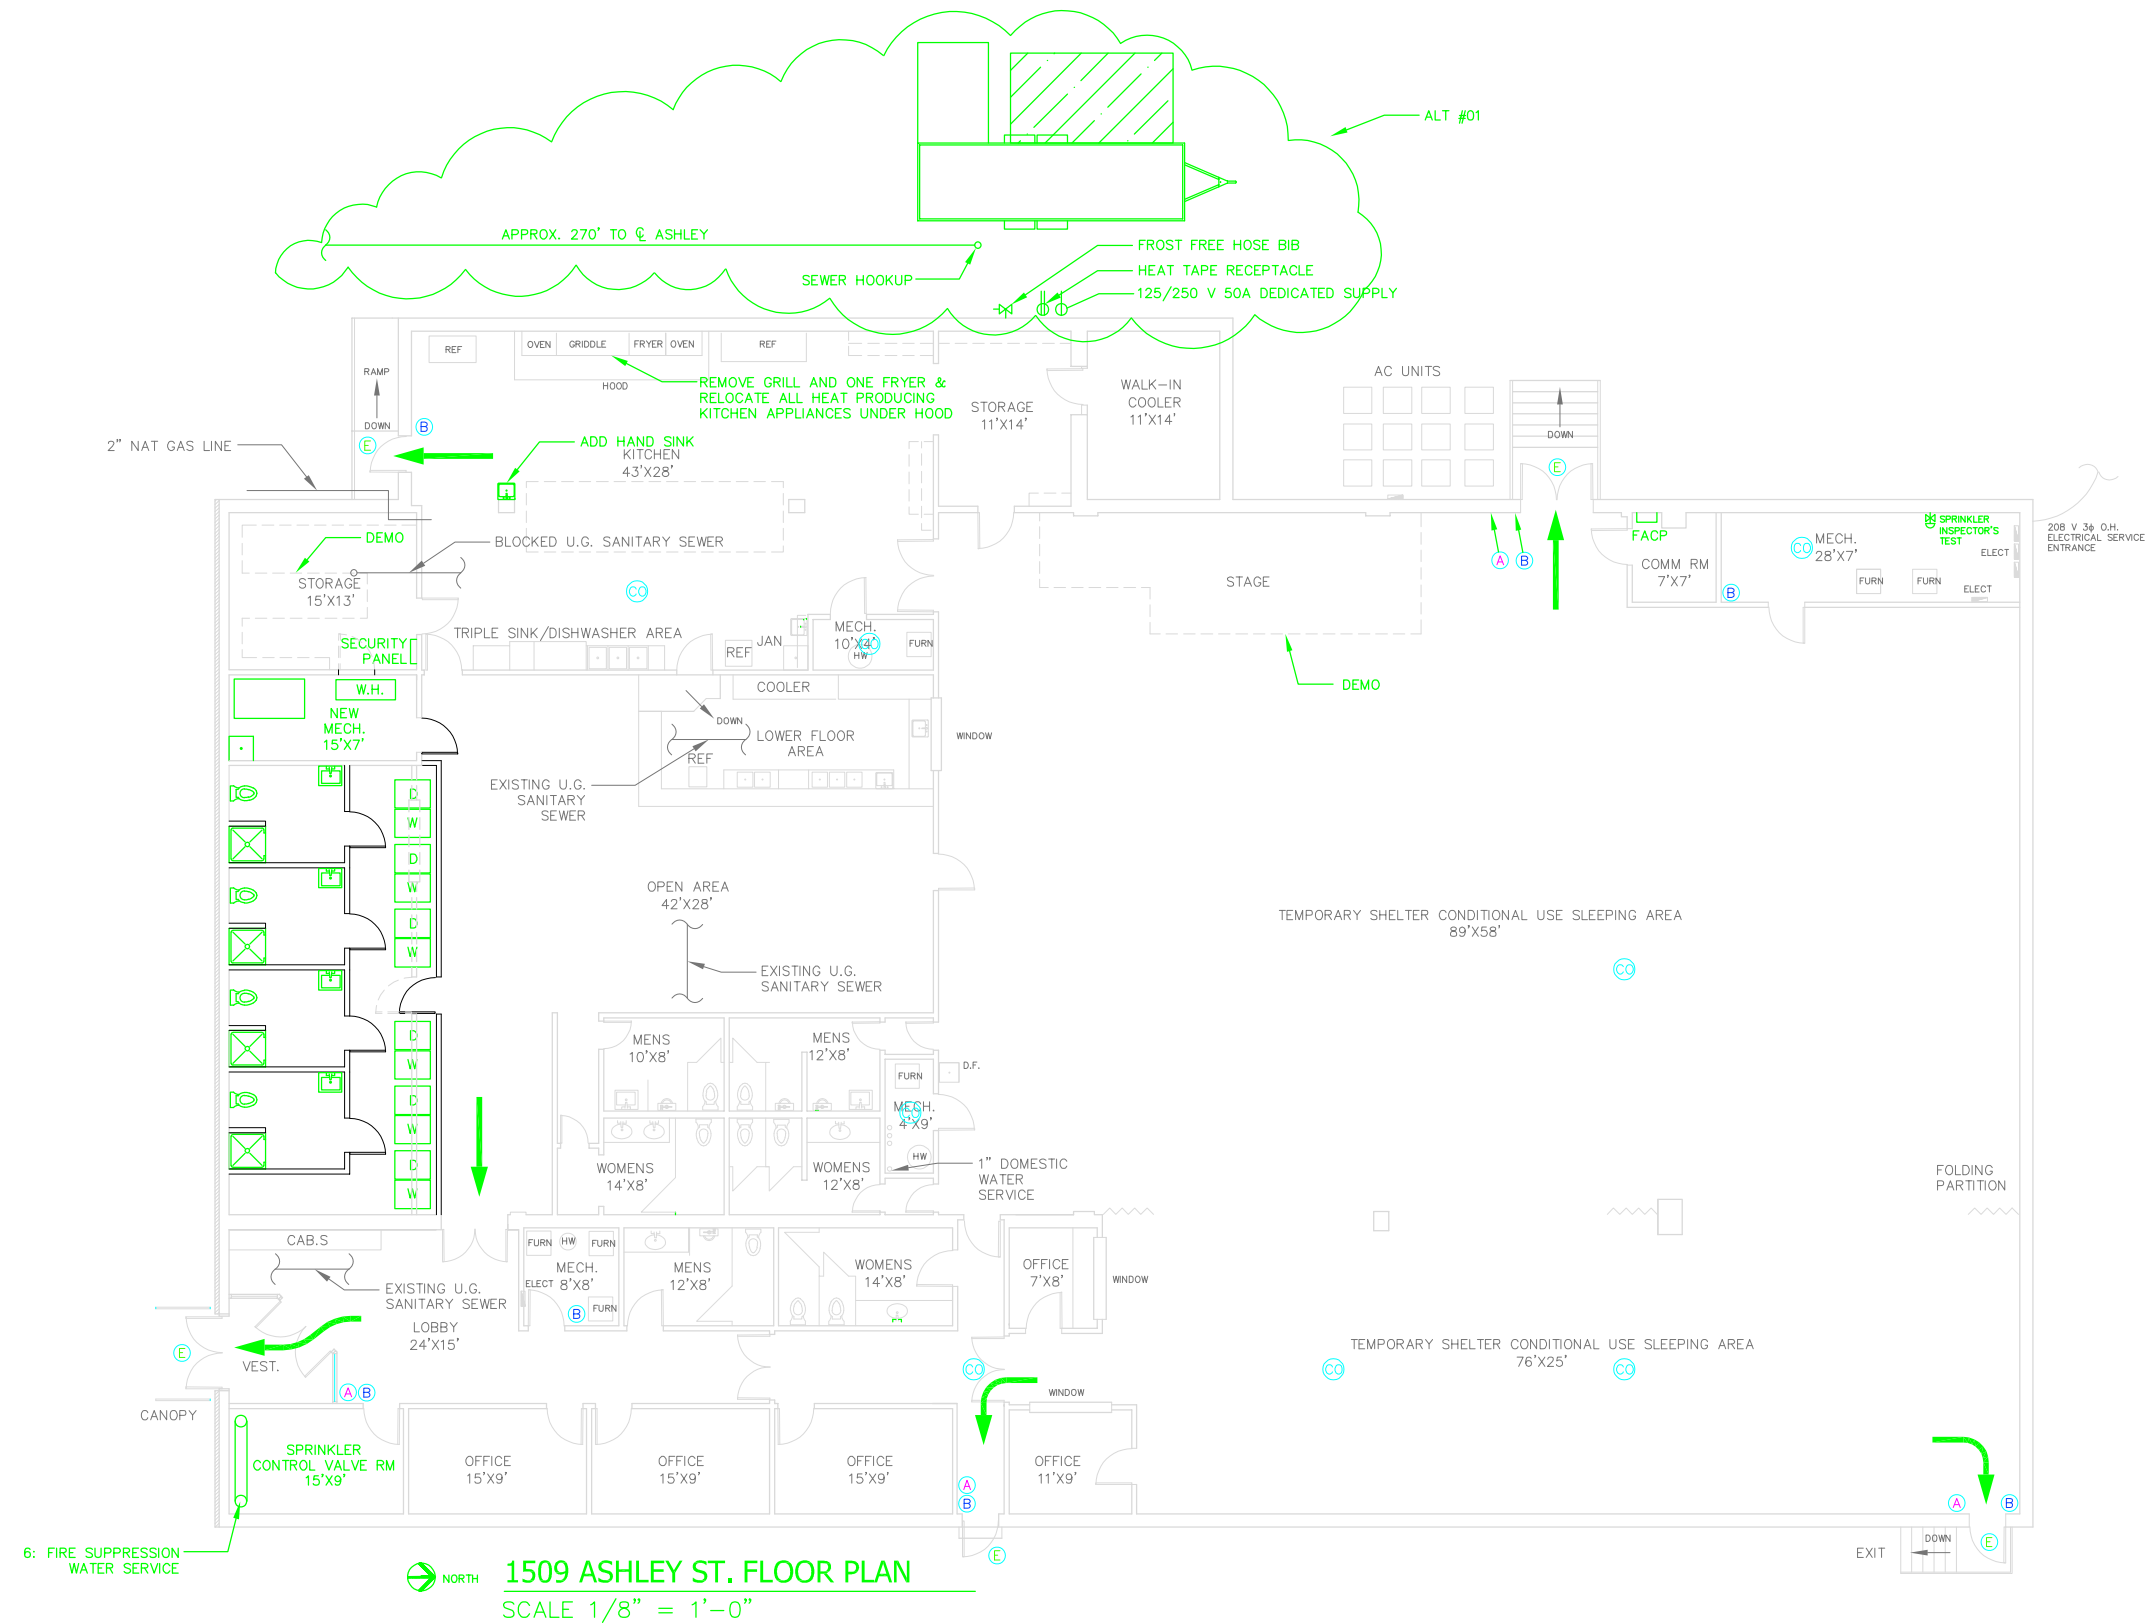 ALT #01
APPROX. 270' TO ℄ ASHLEY
SEWER HOOKUP
FROST FREE HOSE BIB
HEAT TAPE RECEPTACLE
125/250 V 50A DEDICATED SUPPLY
REF
OVEN
GRIDDLE
FRYER
OVEN
REF
HOOD
RAMP
DOWN
REMOVE GRILL AND ONE FRYER &
RELOCATE ALL HEAT PRODUCING
KITCHEN APPLIANCES UNDER HOOD
STORAGE
11'X14'
WALK-IN
COOLER
11'X14'
AC UNITS
DOWN
E
B
E
2" NAT GAS LINE
ADD HAND SINK
KITCHEN
43'X28'
DEMO
BLOCKED U.G. SANITARY SEWER
STORAGE
15'X13'
CO
A
B
STAGE
FACP
COMM RM
7'X7'
B
CO
MECH.
28'X7'
FURN
FURN
SPRINKLER
INSPECTOR'S
TEST
ELECT
ELECT
208 V 3ϕ O.H.
ELECTRICAL SERVICE
ENTRANCE
SECURITY
PANEL
TRIPLE SINK/DISHWASHER AREA
REF
JAN
MECH.
10'X4'
CO
HW
FURN
DEMO
W.H.
NEW
MECH.
15'X7'
COOLER
DOWN
LOWER FLOOR
AREA
REF
WINDOW
EXISTING U.G.
SANITARY
SEWER
D
W
D
W
D
W
OPEN AREA
42'X28'
EXISTING U.G.
SANITARY SEWER
TEMPORARY SHELTER CONDITIONAL USE SLEEPING AREA
89'X58'
CO
D
W
D
W
D
W
MENS
10'X8'
MENS
12'X8'
FURN
D.F.
MECH.
4'X9'
CO
HW
WOMENS
14'X8'
WOMENS
12'X8'
1" DOMESTIC
WATER
SERVICE
FOLDING
PARTITION
CAB.S
EXISTING U.G.
SANITARY SEWER
FURN
HW
FURN
MECH.
8'X8'
ELECT
FURN
B
MENS
12'X8'
WOMENS
14'X8'
OFFICE
7'X8'
WINDOW
LOBBY
24'X15'
E
VEST.
A
B
CANOPY
CO
WINDOW
TEMPORARY SHELTER CONDITIONAL USE SLEEPING AREA
76'X25'
CO
CO
SPRINKLER
CONTROL VALVE RM
15'X9'
OFFICE
15'X9'
OFFICE
15'X9'
OFFICE
15'X9'
OFFICE
11'X9'
A
B
A
B
E
E
EXIT
DOWN
6: FIRE SUPPRESSION
WATER SERVICE
NORTH
1509 ASHLEY ST. FLOOR PLAN
SCALE 1/8" = 1'-0"